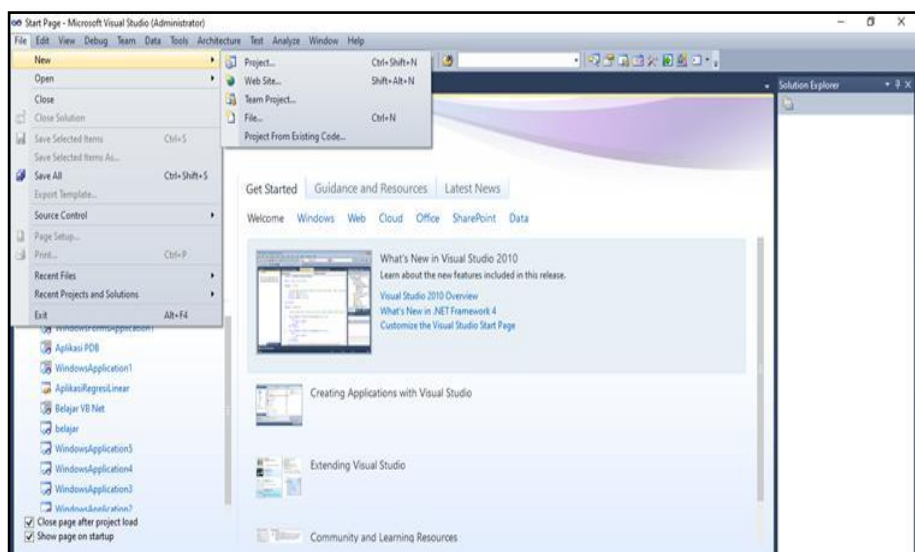 Start Page - Microsoft Visual Studio (Administrator)
File Edit View Debug Team Data Tools Architecture Test Analyze Window Help
New
Open
Close
Close Solution
Save Selected Items Ctrl+S
Save Selected Items As...
Save All Ctrl+Shift+S
Export Template...
Source Control
Page Setup...
Print... Ctrl+P
Recent Files
Recent Projects and Solutions
Exit Alt+F4
Project... Ctrl+Shift+N
Web Site... Shift+Alt+N
Team Project...
File... Ctrl+N
Project From Existing Code...
WindowsFormsApplication1
Aplikasi PDB
WindowsApplication1
AplikasiRegresiLinear
Belajar VB Net
belajar
WindowsApplication5
WindowsApplication4
WindowsApplication3
WindowsApplication2
Close page after project load
Show page on startup
Get Started Guidance and Resources Latest News
Welcome Windows Web Cloud Office SharePoint Data
What's New in Visual Studio 2010
Learn about the new features included in this release.
Visual Studio 2010 Overview
What's New in .NET Framework 4
Customize the Visual Studio Start Page
Creating Applications with Visual Studio
Extending Visual Studio
Community and Learning Resources
Solution Explorer